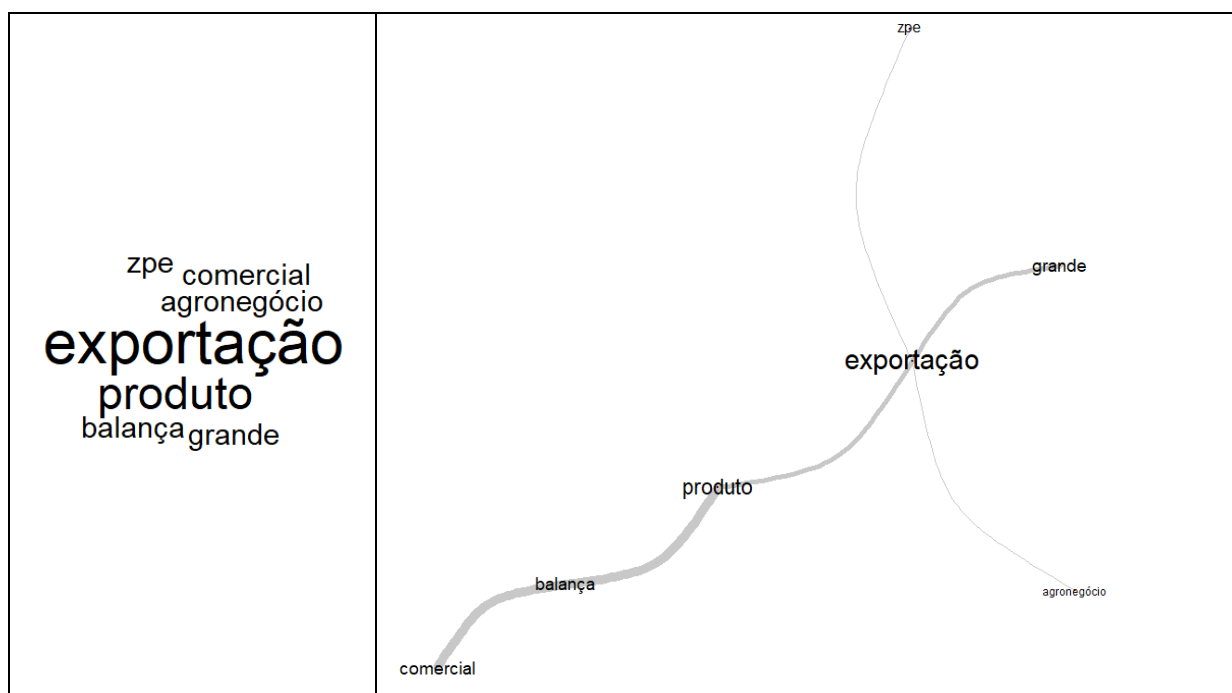 zpe
comercial
agronegócio
exportação
produto
balança
grande
zpe
grande
exportação
produto
balança
agronegócio
comercial